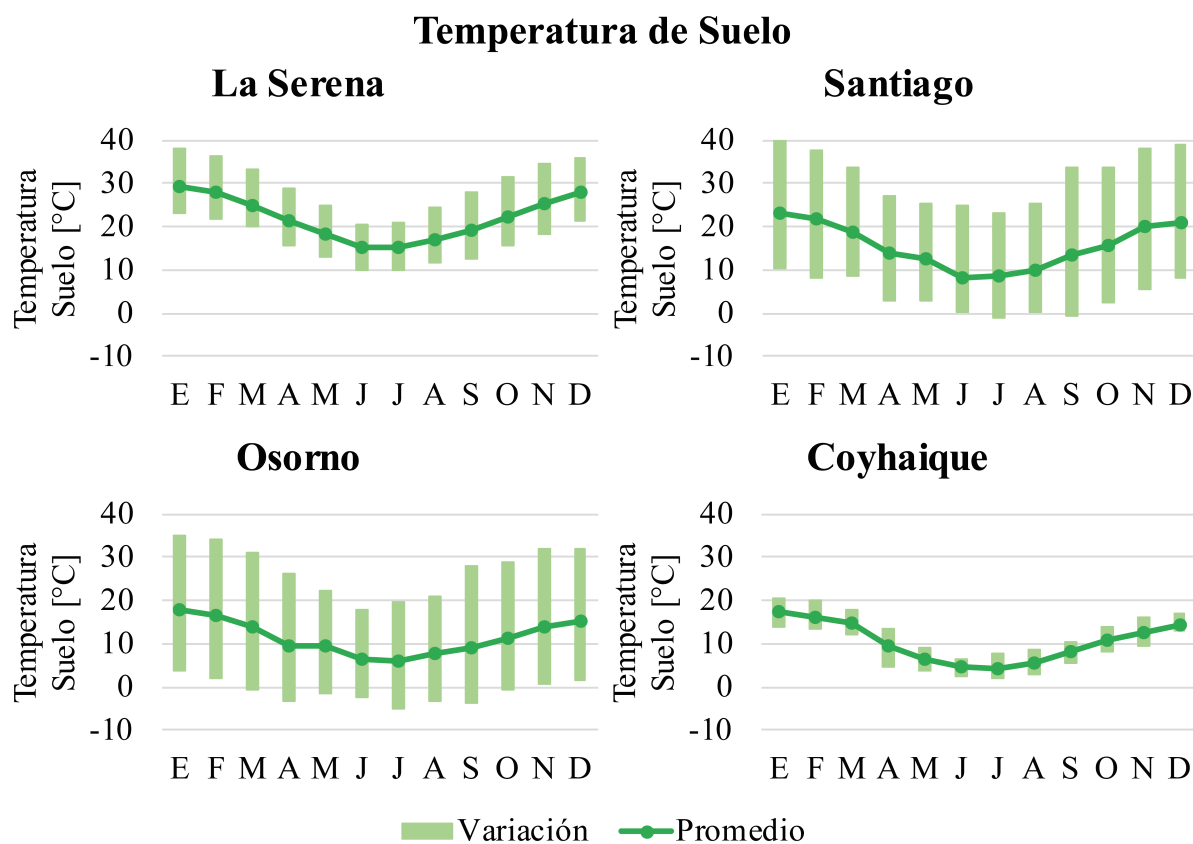 Temperatura de Suelo
La Serena
Temperatura
Suelo [°C]
40
30
20
10
0
-10
E F M A M J J A S O N D
Santiago
Temperatura
Suelo [°C]
40
30
20
10
0
-10
E F M A M J J A S O N D
Osorno
Temperatura
Suelo [°C]
40
30
20
10
0
-10
E F M A M J J A S O N D
Coyhaique
Temperatura
Suelo [°C]
40
30
20
10
0
-10
E F M A M J J A S O N D
Variación Promedio